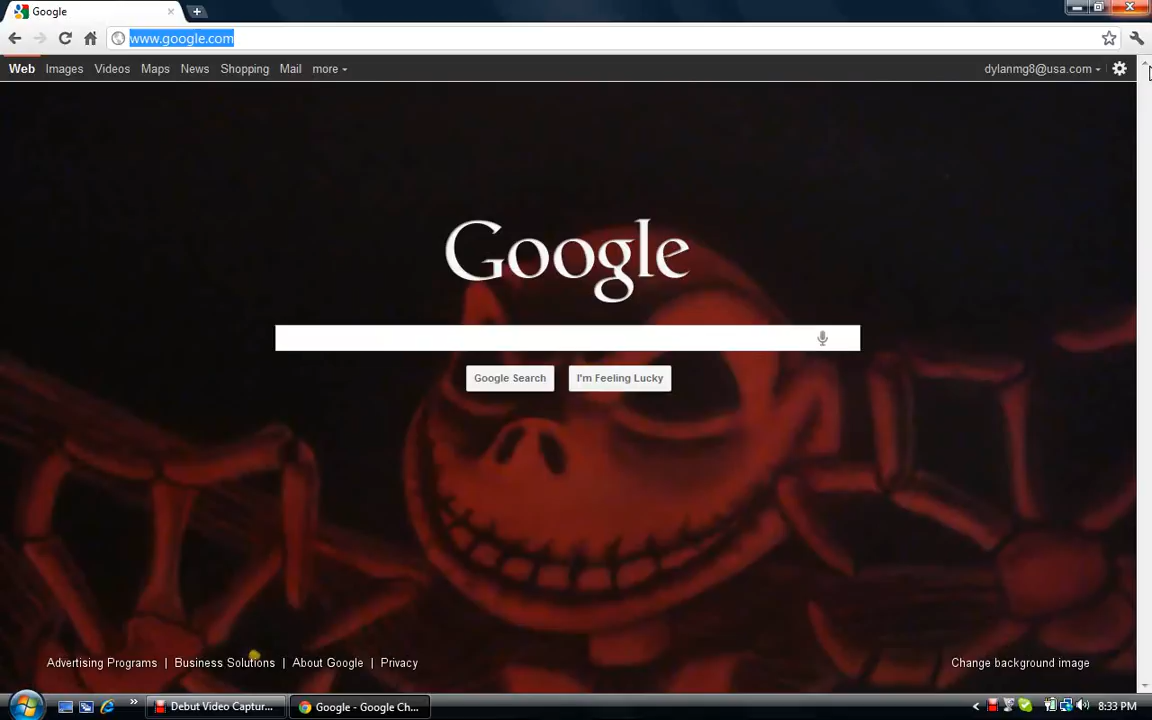 Google
www.google.com
Web Images Videos Maps News Shopping Mail more
dylanmg8@usa.com
Google
Google Search I'm Feeling Lucky
Advertising Programs | Business Solutions | About Google | Privacy
Change background image
Debut Video Captur... Google - Google Ch... 8:33 PM